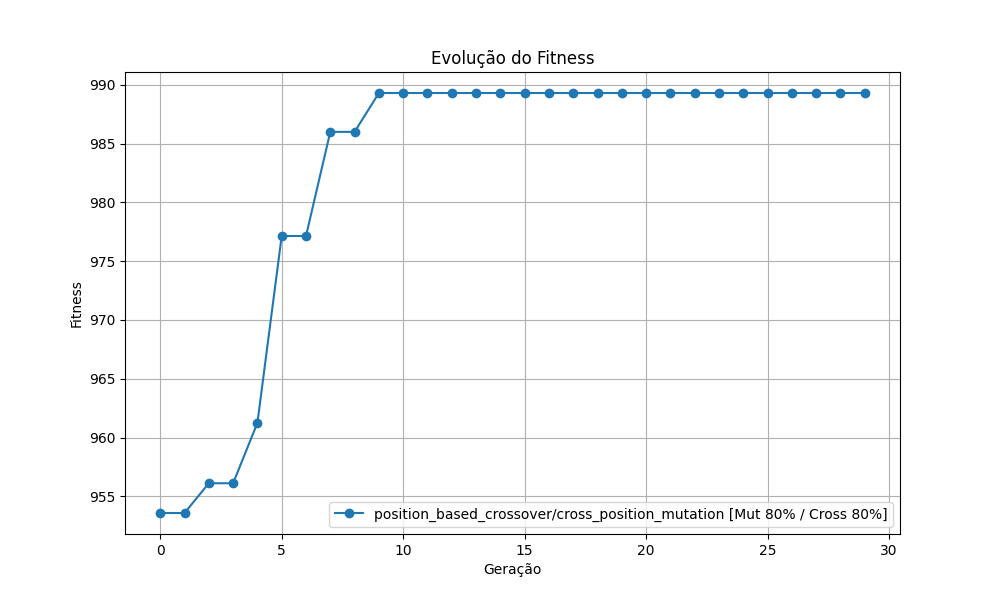 Evolução do Fitness
Fitness
990
985
980
975
970
965
960
955
position_based_crossover/cross_position_mutation [Mut 80% / Cross 80%]
0 5 10 15 20 25 30
Geração